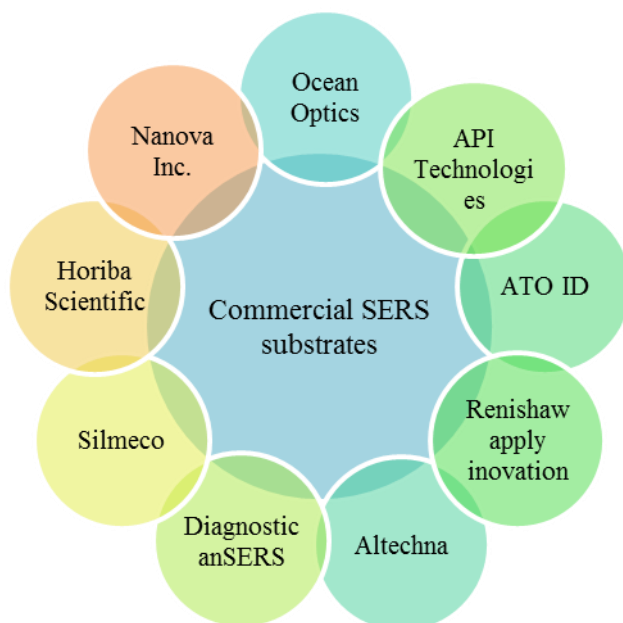 Ocean
Optics
API
Technologi
es
ATO ID
Renishaw
apply
inovation
Altechna
Diagnostic
anSERS
Silmeco
Horiba
Scientific
Nanova
Inc.
Commercial SERS
substrates